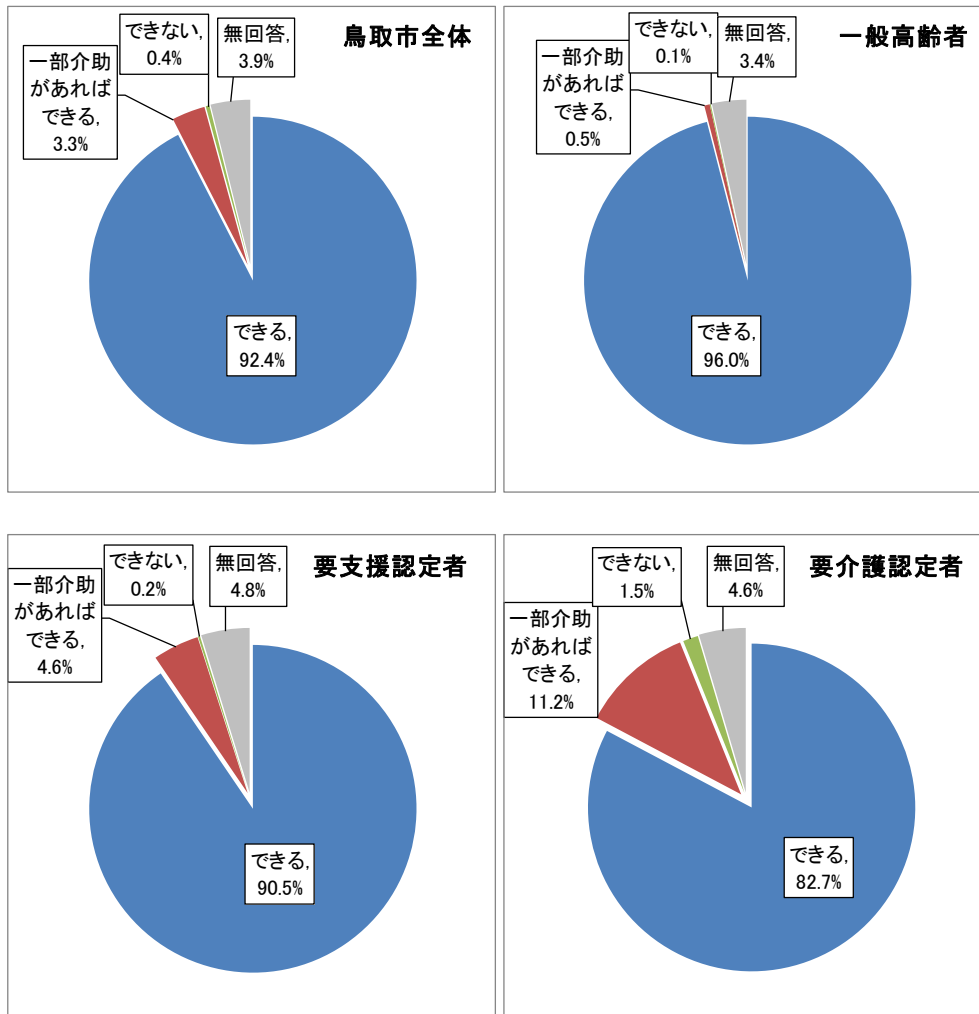 鳥取市全体
できない,
0.4%
無回答,
3.9%
一部介助
があれば
できる,
3.3%
できる,
92.4%
一般高齢者
できない,
0.1%
無回答,
3.4%
一部介助
があれば
できる,
0.5%
できる,
96.0%
要支援認定者
できない,
0.2%
無回答,
4.8%
一部介助
があれば
できる,
4.6%
できる,
90.5%
要介護認定者
できない,
1.5%
無回答,
4.6%
一部介助
があれば
できる,
11.2%
できる,
82.7%